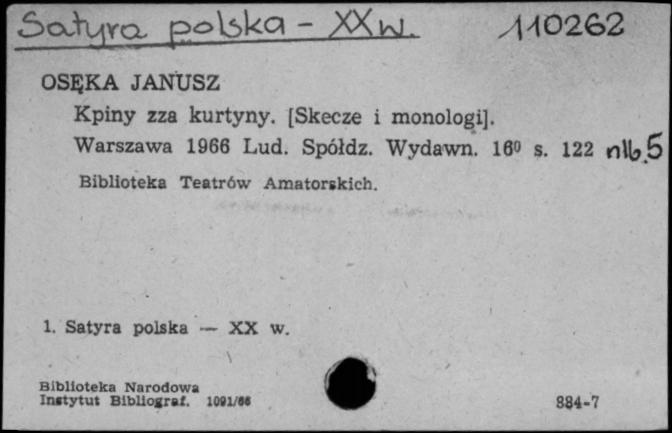 Satyra polska - XX w. 110262
OSĘKA JANUSZ
Kpiny zza kurtyny. [Skecze i monologi].
Warszawa 1966 Lud. Spółdz. Wydawn. 16⁰ s. 122 nlb. 5
Biblioteka Teatrów Amatorskich.
1. Satyra polska — XX w.
Biblioteka Narodowa
Instytut Bibliograf. 1091/66
884-7